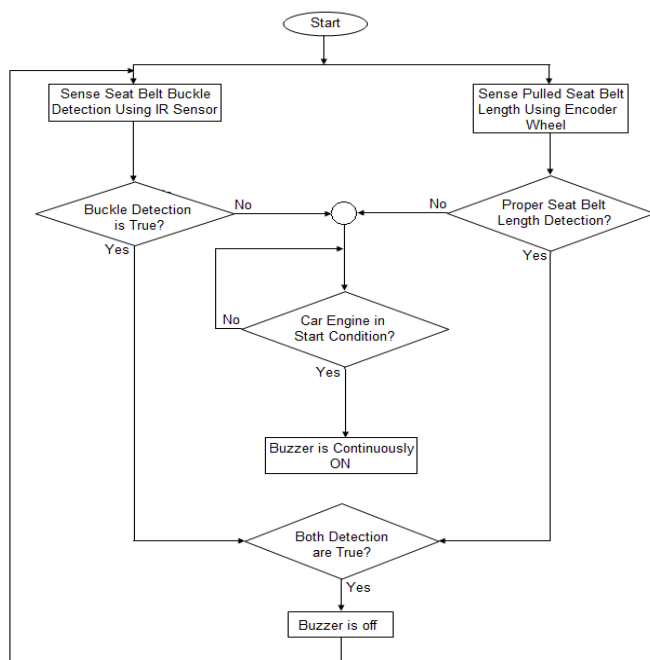 Start
Sense Seat Belt Buckle
Detection Using IR Sensor
Sense Pulled Seat Belt
Length Using Encoder
Wheel
Buckle Detection
is True?
No
Yes
No
Proper Seat Belt
Length Detection?
Yes
No
Car Engine in
Start Condition?
Yes
Buzzer is Continuously
ON
Both Detection
are True?
Yes
Buzzer is off